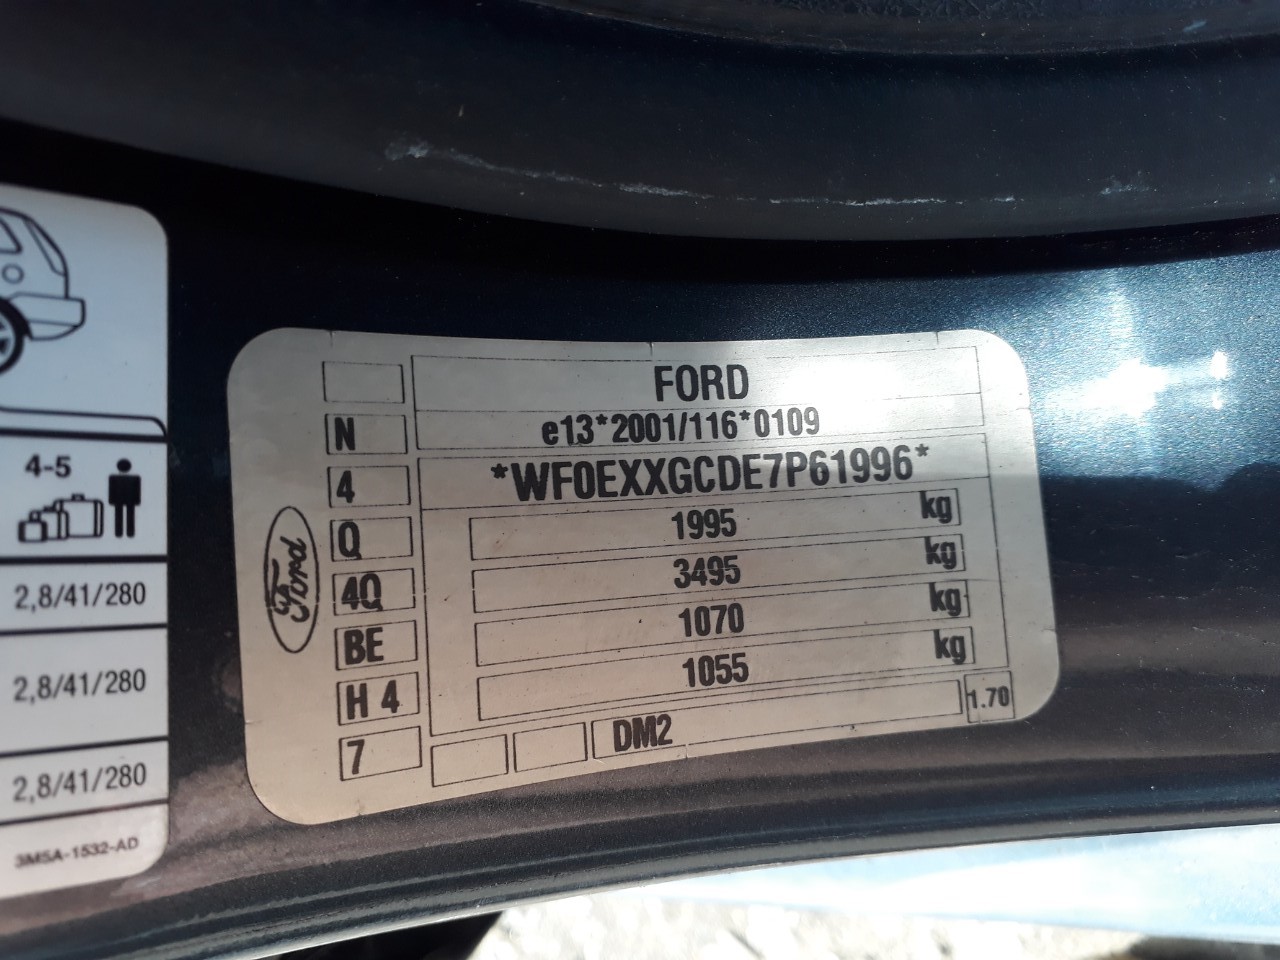 4-5
2,8/41/280
2,8/41/280
2,8/41/280
3M5A-1532-AD
Ford
FORD
N e13*2001/116*0109
4 *WF0EXXGCDE7P61996*
Q 1995 kg
4Q 3495 kg
BE 1070 kg
H 4 1055 kg
7 DM2 1.70